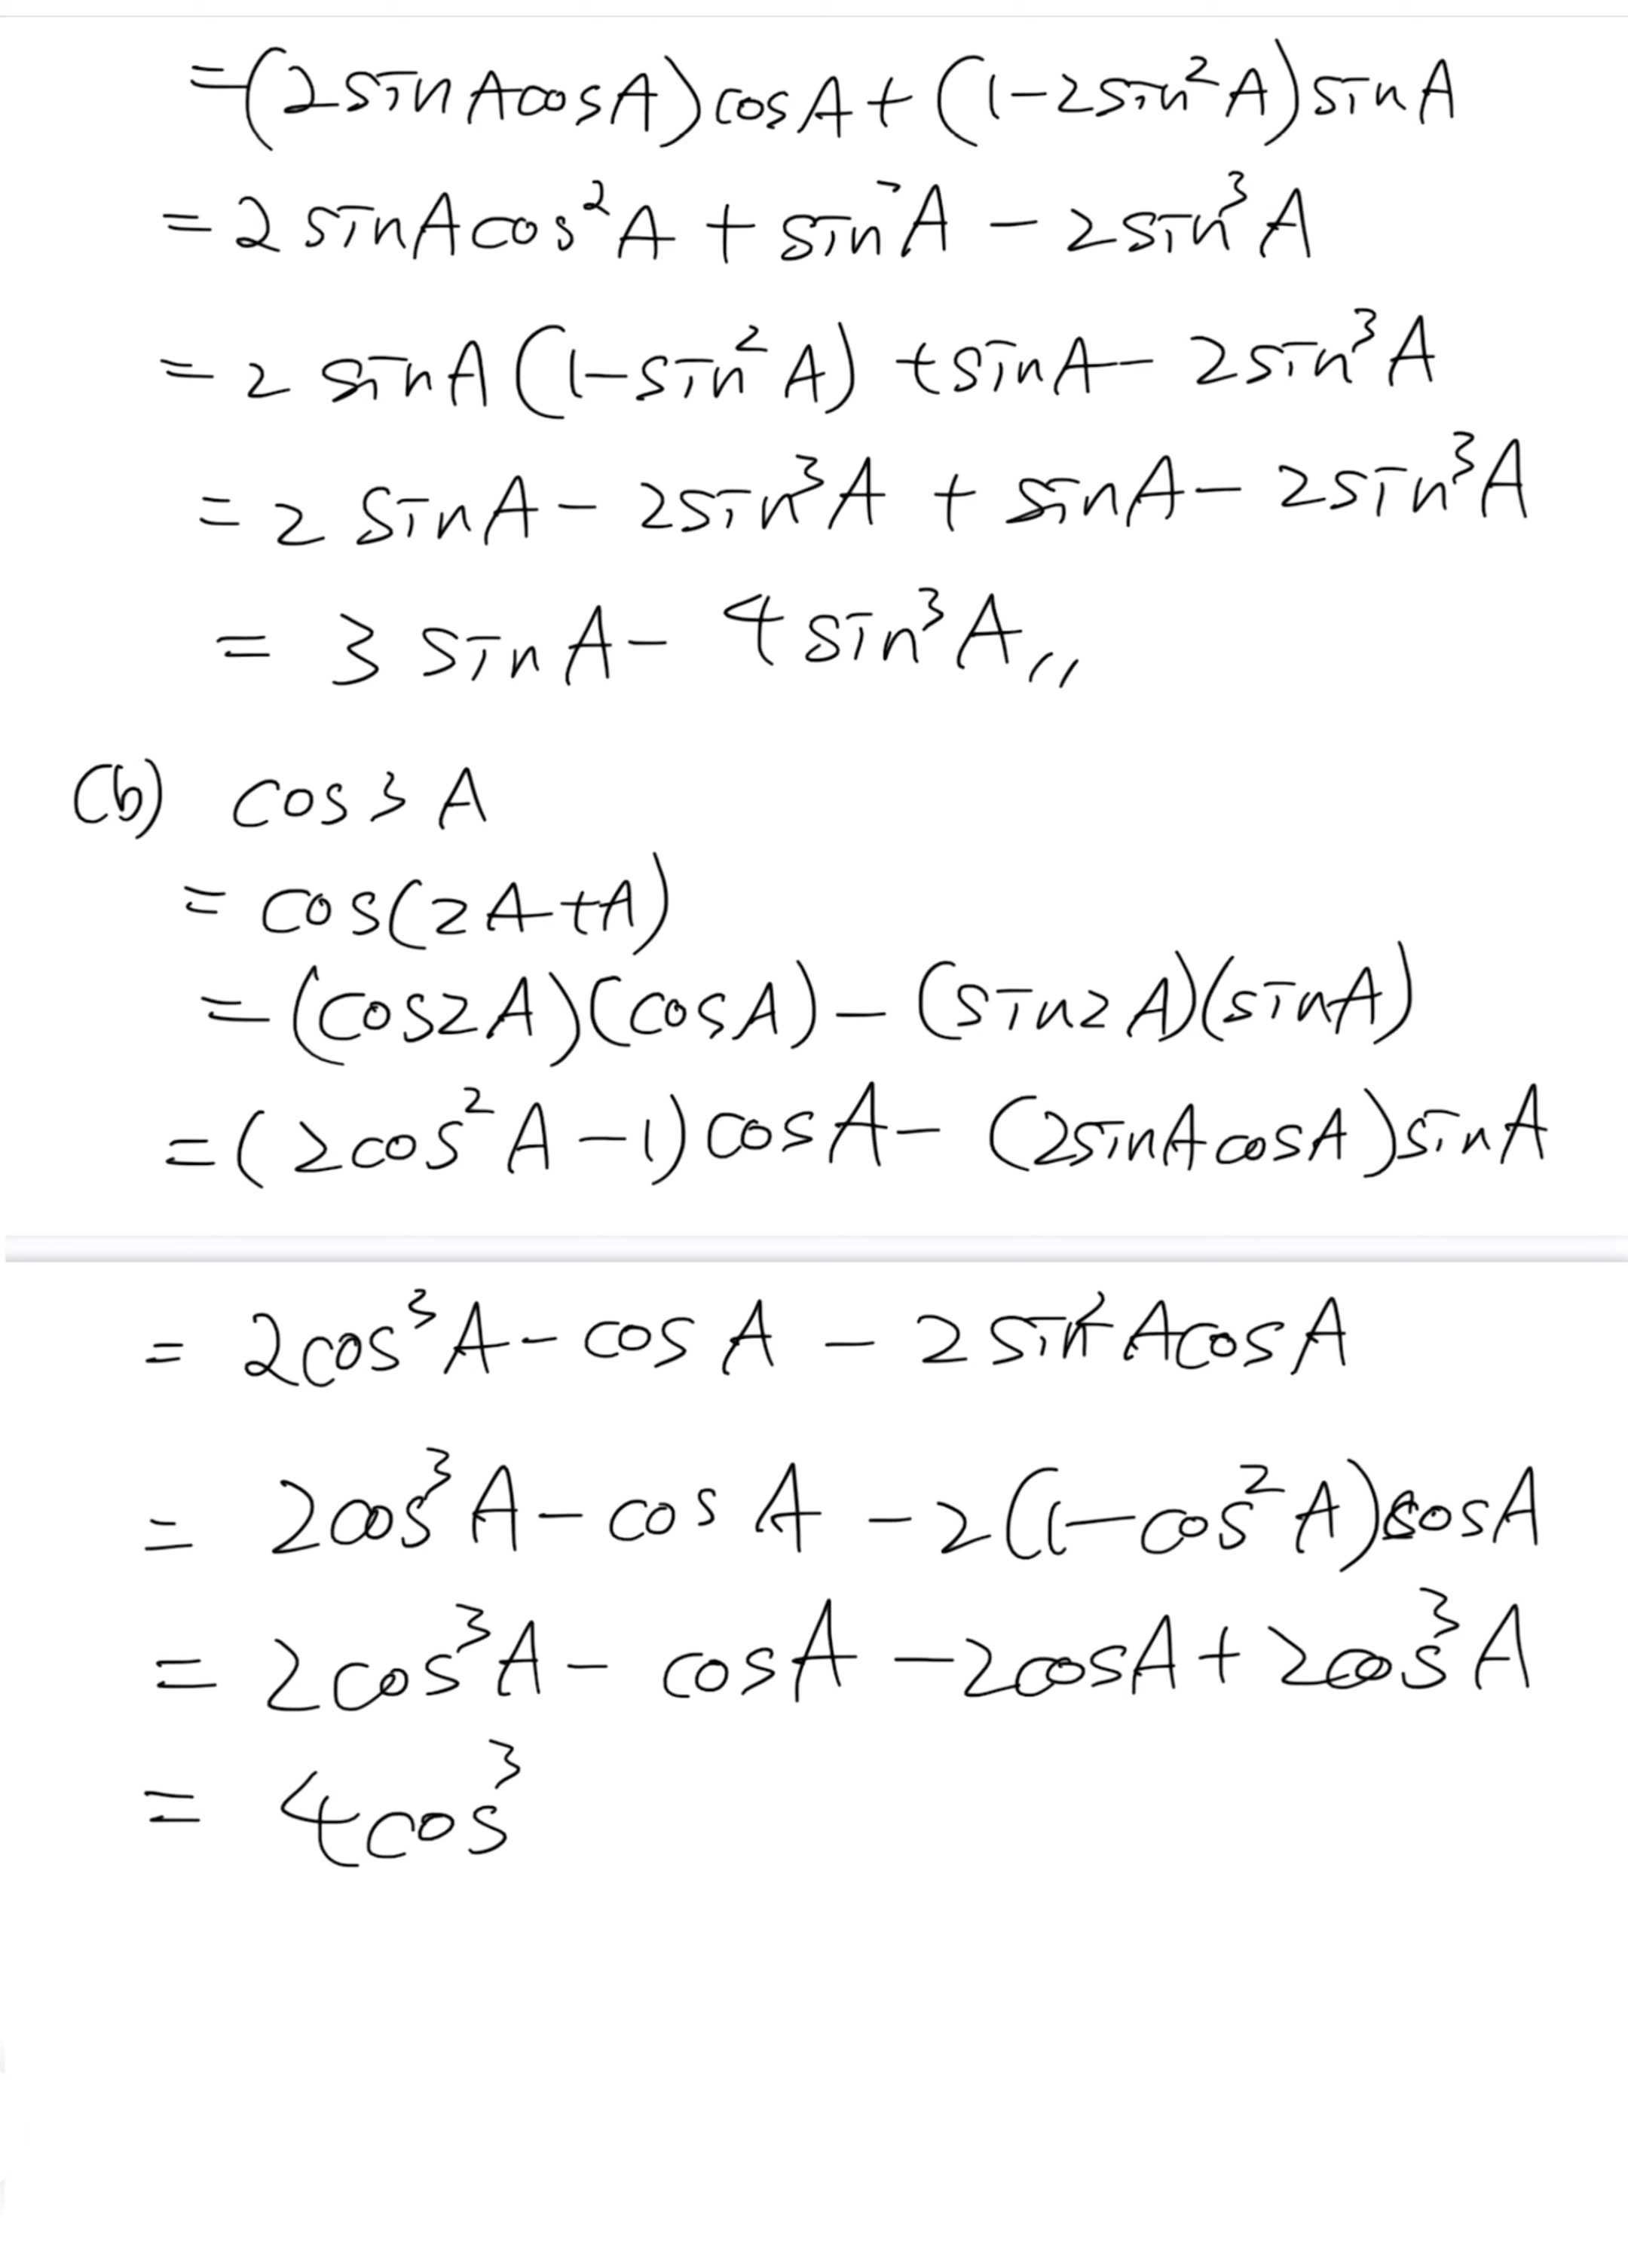 =(2sinAcosA)cosA+(1-2sin²A)sinA
=2sinAcos²A+sin⁻A-2sin³A
=2sinA(1-sin²A)+sinA-2sin³A
=2sinA-2sin³A+sinA-2sin³A
=3sinA-4sin³A,,
(b) cos3A
=cos(2A+A)
=(cos2A)(cosA)-(sin2A)(sinA)
=(2cos²A-1)cosA-(2sinAcosA)sinA
=2cos³A-cosA-2sin²AcosA
=2cos³A-cosA-2(1-cos²A)cosA
=2cos³A-cosA-2cosA+2cos³A
=4cos³